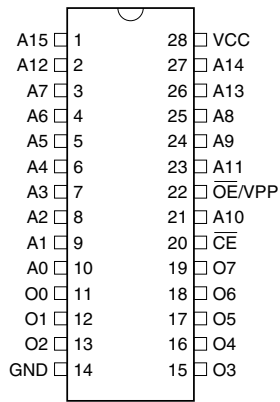 A15 1 28 VCC
A12 2 27 A14
A7 3 26 A13
A6 4 25 A8
A5 5 24 A9
A4 6 23 A11
A3 7 22 O̅E̅/VPP
A2 8 21 A10
A1 9 20 C̅E̅
A0 10 19 O7
O0 11 18 O6
O1 12 17 O5
O2 13 16 O4
GND 14 15 O3